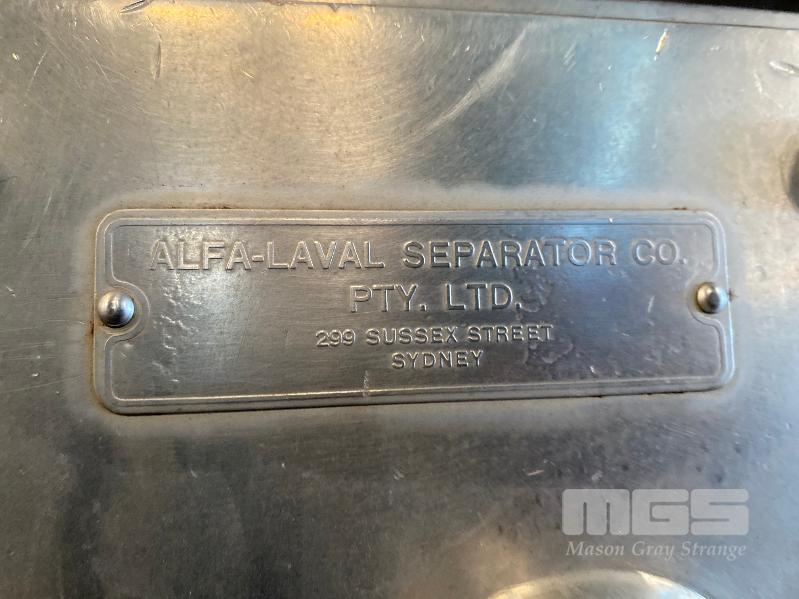 ALFA-LAVAL SEPARATOR CO.
PTY. LTD.
299 SUSSEX STREET
SYDNEY
MGS
Mason Gray Strange